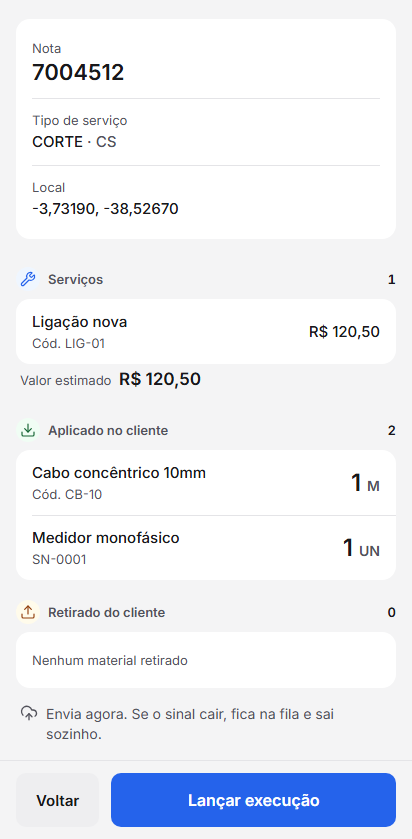 Nota
7004512
Tipo de serviço
CORTE · CS
Local
-3,73190, -38,52670
Serviços 1
Ligação nova R$ 120,50
Cód. LIG-01
Valor estimado R$ 120,50
Aplicado no cliente 2
Cabo concêntrico 10mm 1 M
Cód. CB-10
Medidor monofásico 1 UN
SN-0001
Retirado do cliente 0
Nenhum material retirado
Envia agora. Se o sinal cair, fica na fila e sai
sozinho.
Voltar Lançar execução